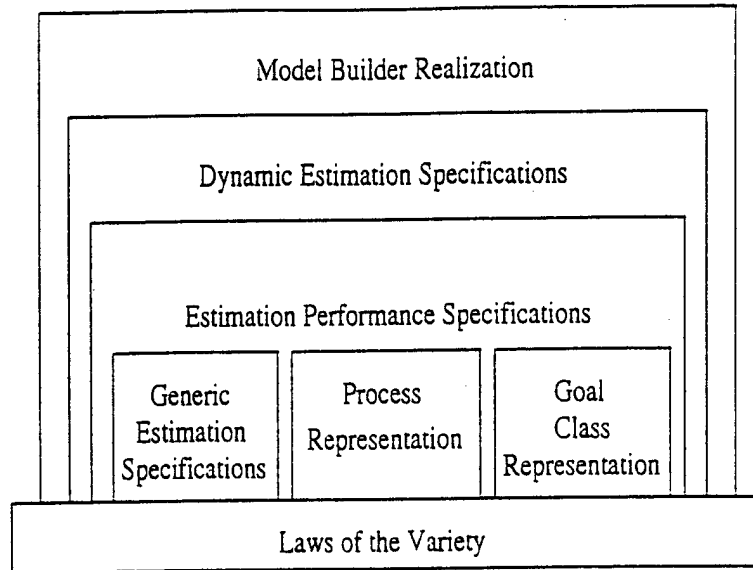 Model Builder Realization
Dynamic Estimation Specifications
Estimation Performance Specifications
Generic
Estimation
Specifications
Process
Representation
Goal
Class
Representation
Laws of the Variety